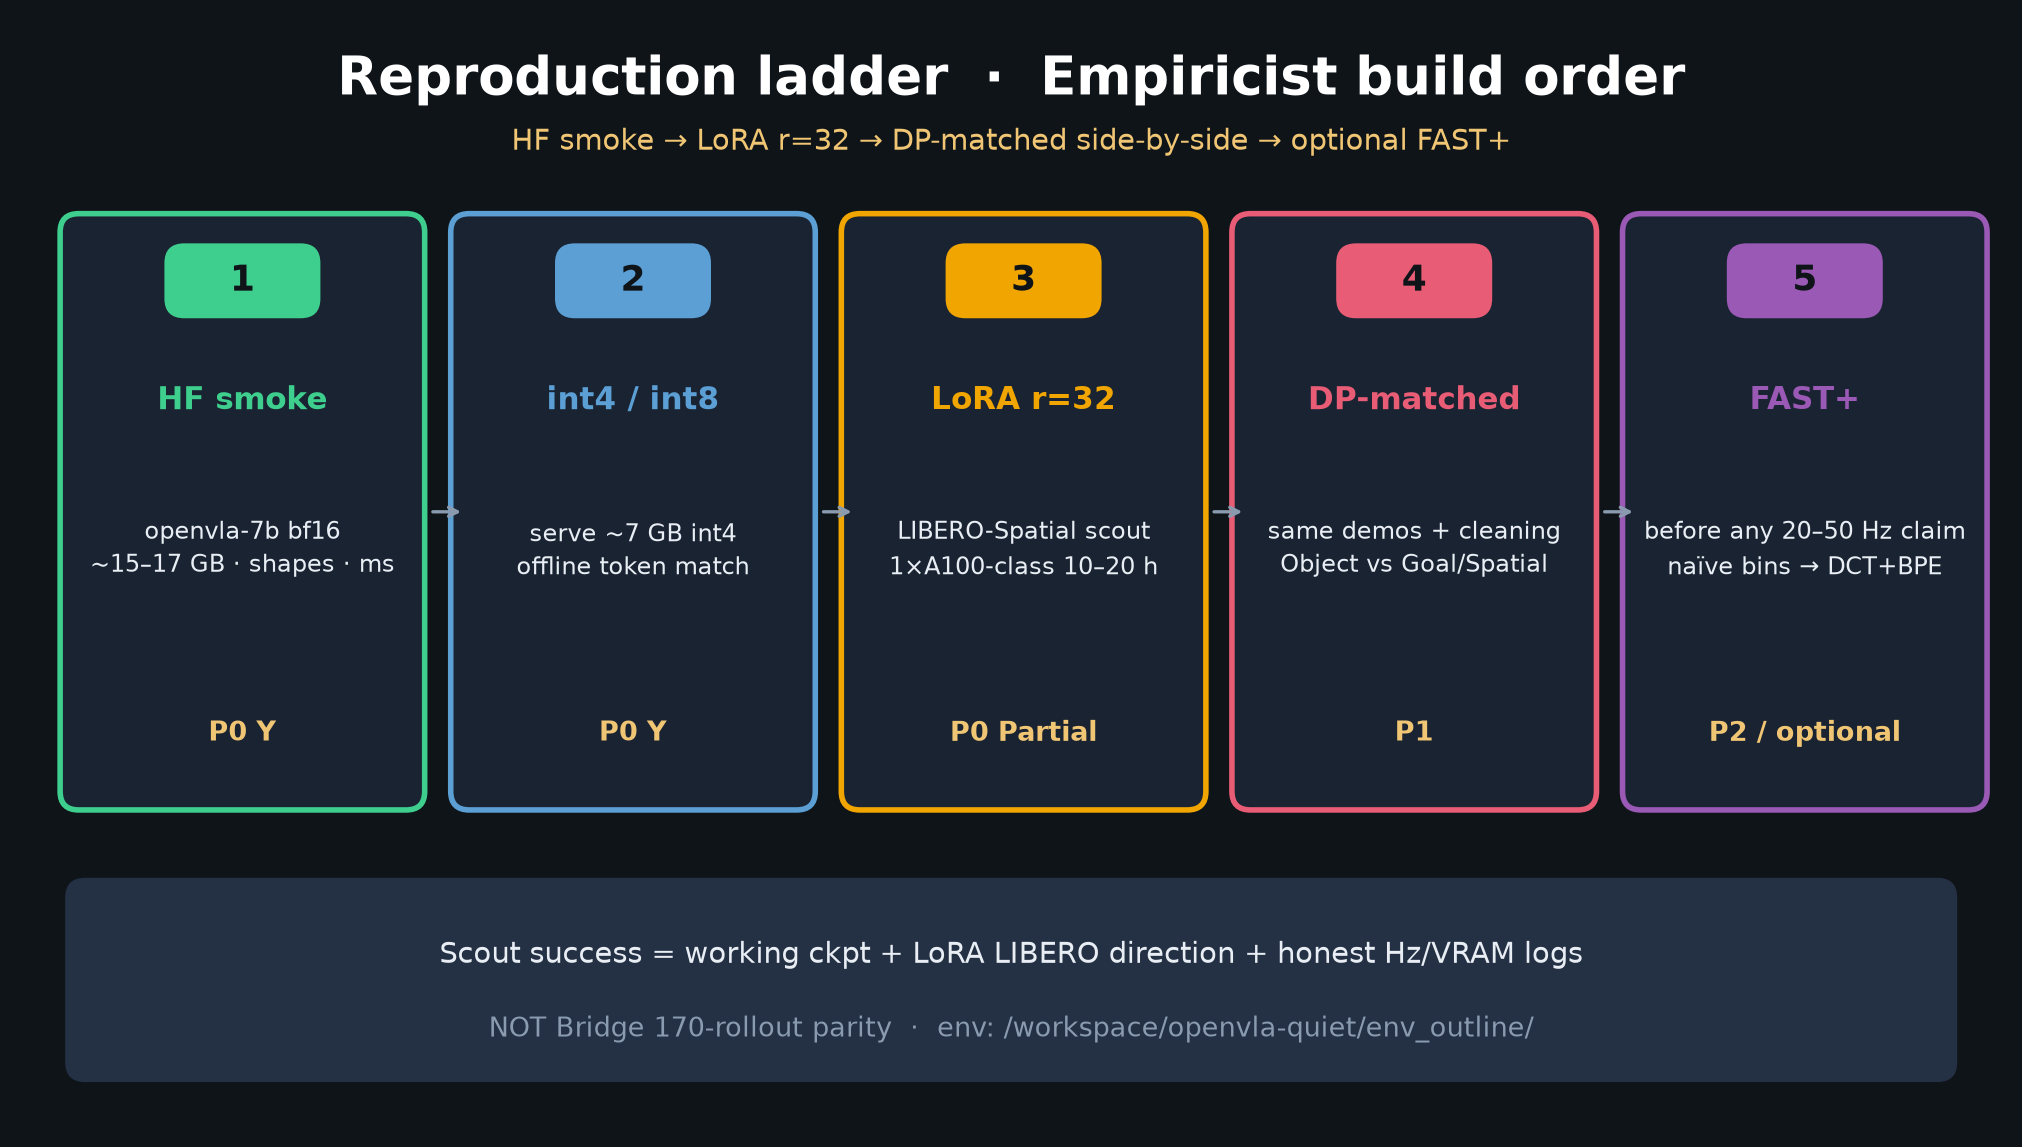 Reproduction ladder · Empiricist build order
HF smoke → LoRA r=32 → DP-matched side-by-side → optional FAST+
1
HF smoke
openvla-7b bf16
~15–17 GB · shapes · ms
P0 Y
2
int4 / int8
serve ~7 GB int4
offline token match
P0 Y
3
LoRA r=32
LIBERO-Spatial scout
1×A100-class 10–20 h
P0 Partial
4
DP-matched
same demos + cleaning
Object vs Goal/Spatial
P1
5
FAST+
before any 20–50 Hz claim
naïve bins → DCT+BPE
P2 / optional
Scout success = working ckpt + LoRA LIBERO direction + honest Hz/VRAM logs
NOT Bridge 170-rollout parity · env: /workspace/openvla-quiet/env_outline/